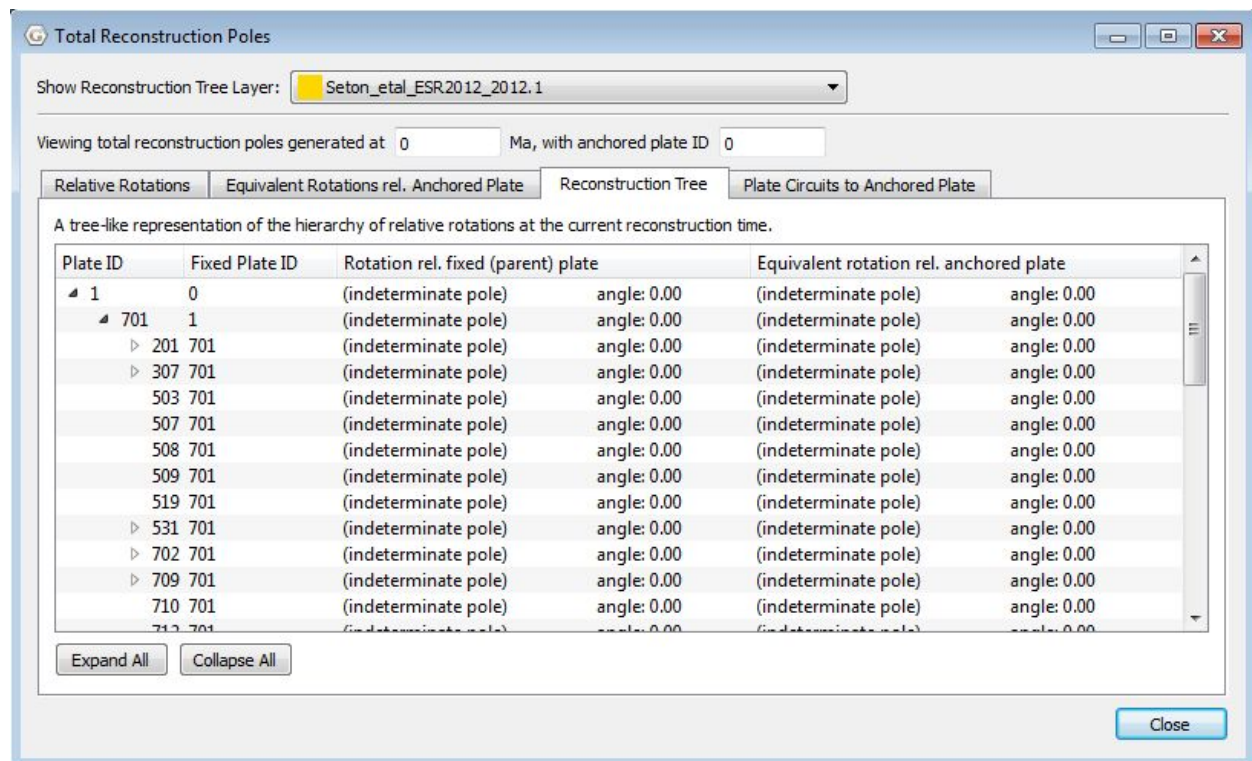 Total Reconstruction Poles
Show Reconstruction Tree Layer: Seton_etal_ESR2012_2012.1
Viewing total reconstruction poles generated at 0 Ma, with anchored plate ID 0
Relative Rotations Equivalent Rotations rel. Anchored Plate Reconstruction Tree Plate Circuits to Anchored Plate
A tree-like representation of the hierarchy of relative rotations at the current reconstruction time.
Plate ID Fixed Plate ID Rotation rel. fixed (parent) plate Equivalent rotation rel. anchored plate
1 0 (indeterminate pole) angle: 0.00 (indeterminate pole) angle: 0.00
701 1 (indeterminate pole) angle: 0.00 (indeterminate pole) angle: 0.00
201 701 (indeterminate pole) angle: 0.00 (indeterminate pole) angle: 0.00
307 701 (indeterminate pole) angle: 0.00 (indeterminate pole) angle: 0.00
503 701 (indeterminate pole) angle: 0.00 (indeterminate pole) angle: 0.00
507 701 (indeterminate pole) angle: 0.00 (indeterminate pole) angle: 0.00
508 701 (indeterminate pole) angle: 0.00 (indeterminate pole) angle: 0.00
509 701 (indeterminate pole) angle: 0.00 (indeterminate pole) angle: 0.00
519 701 (indeterminate pole) angle: 0.00 (indeterminate pole) angle: 0.00
531 701 (indeterminate pole) angle: 0.00 (indeterminate pole) angle: 0.00
702 701 (indeterminate pole) angle: 0.00 (indeterminate pole) angle: 0.00
709 701 (indeterminate pole) angle: 0.00 (indeterminate pole) angle: 0.00
710 701 (indeterminate pole) angle: 0.00 (indeterminate pole) angle: 0.00
701 (indeterminate pole) angle: 0.00 (indeterminate pole) angle: 0.00
Expand All Collapse All
Close